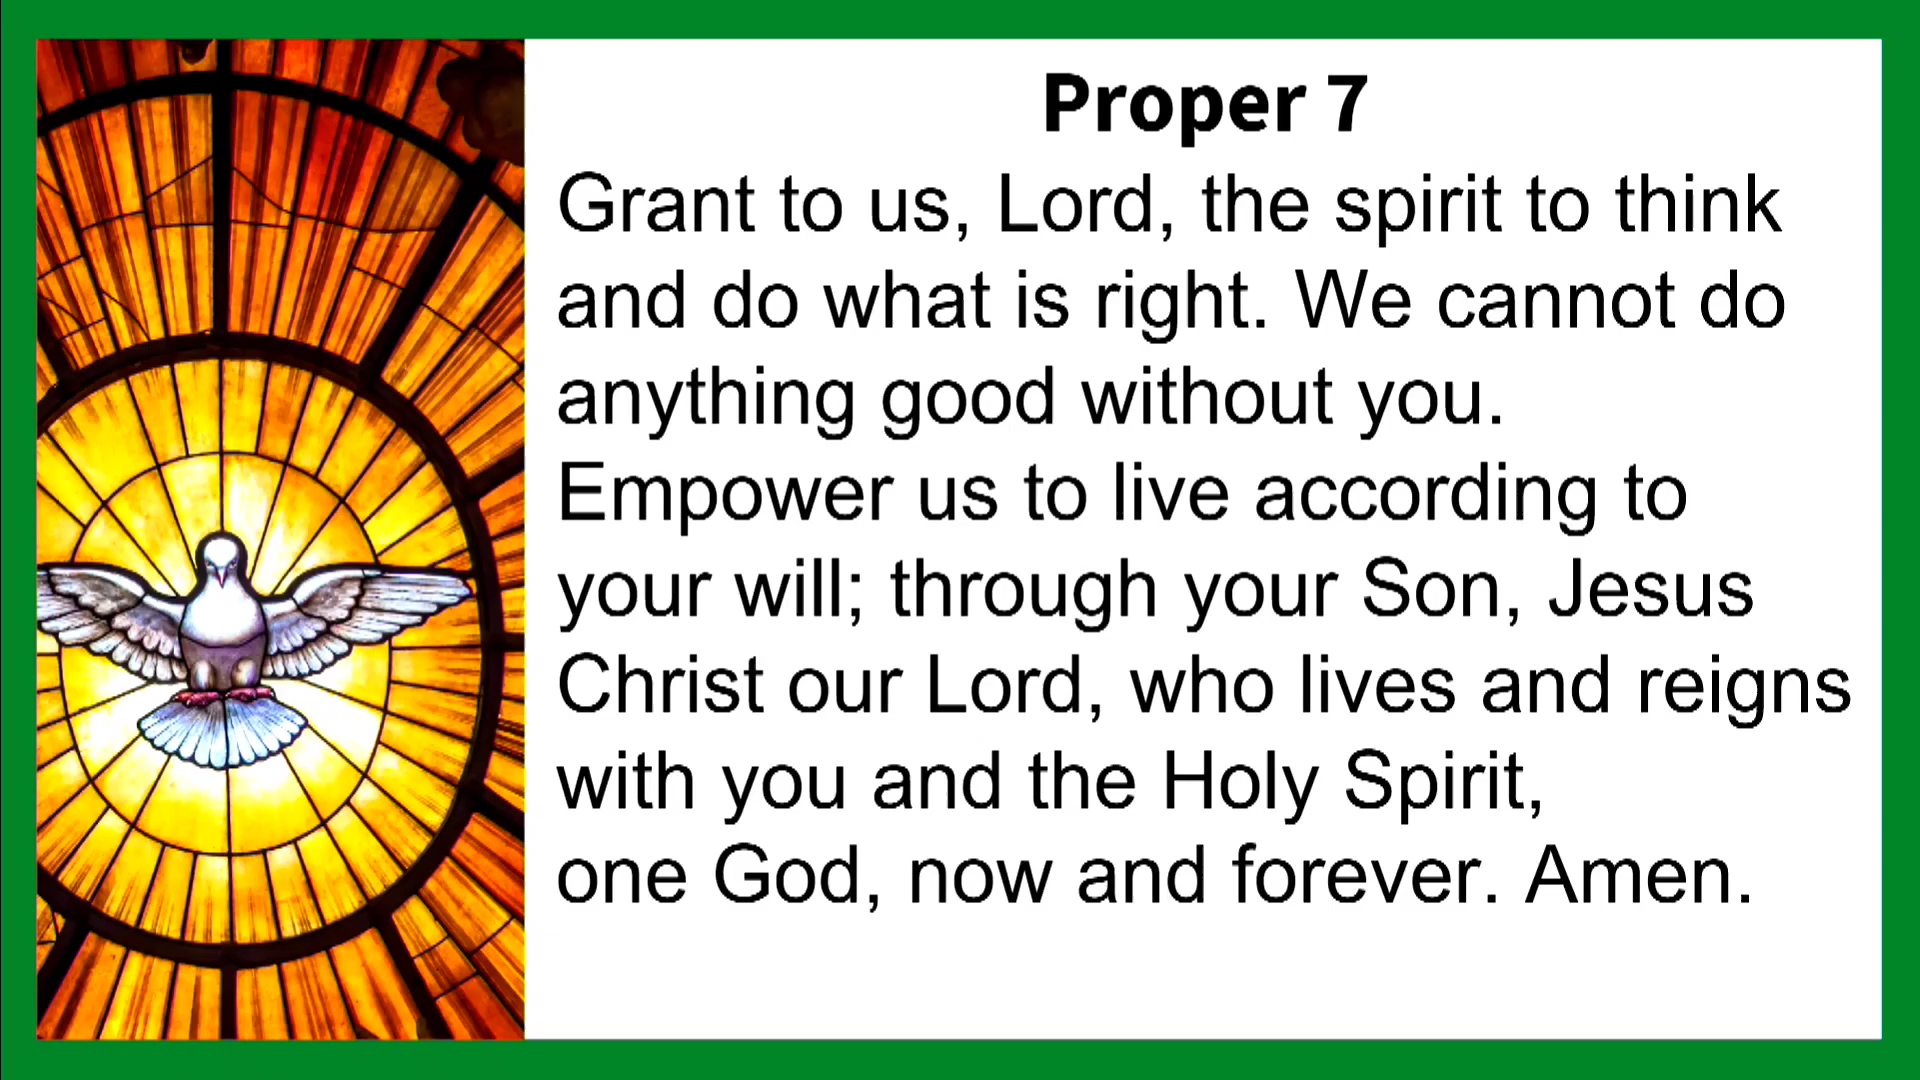 Proper 7
Grant to us, Lord, the spirit to think
and do what is right. We cannot do
anything good without you.
Empower us to live according to
your will; through your Son, Jesus
Christ our Lord, who lives and reigns
with you and the Holy Spirit,
one God, now and forever. Amen.